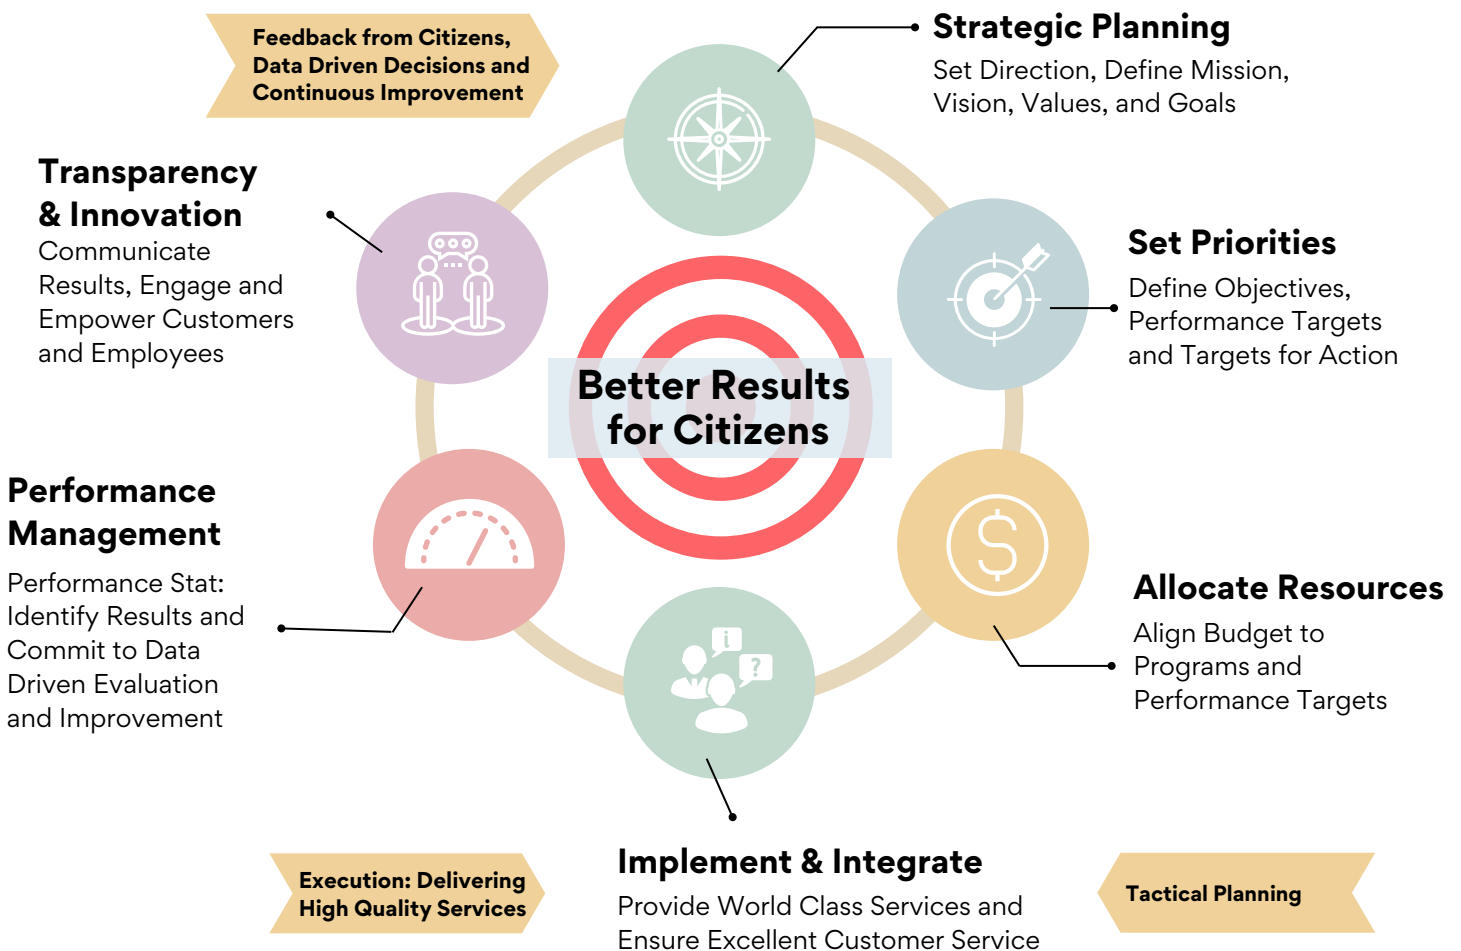 Feedback from Citizens,
Data Driven Decisions and
Continuous Improvement
Strategic Planning
Set Direction, Define Mission,
Vision, Values, and Goals
Transparency
& Innovation
Communicate
Results, Engage and
Empower Customers
and Employees
Set Priorities
Define Objectives,
Performance Targets
and Targets for Action
Better Results
for Citizens
Performance
Management
Performance Stat:
Identify Results and
Commit to Data
Driven Evaluation
and Improvement
$
Allocate Resources
Align Budget to
Programs and
Performance Targets
i
?
Implement & Integrate
Provide World Class Services and
Ensure Excellent Customer Service
Execution: Delivering
High Quality Services
Tactical Planning